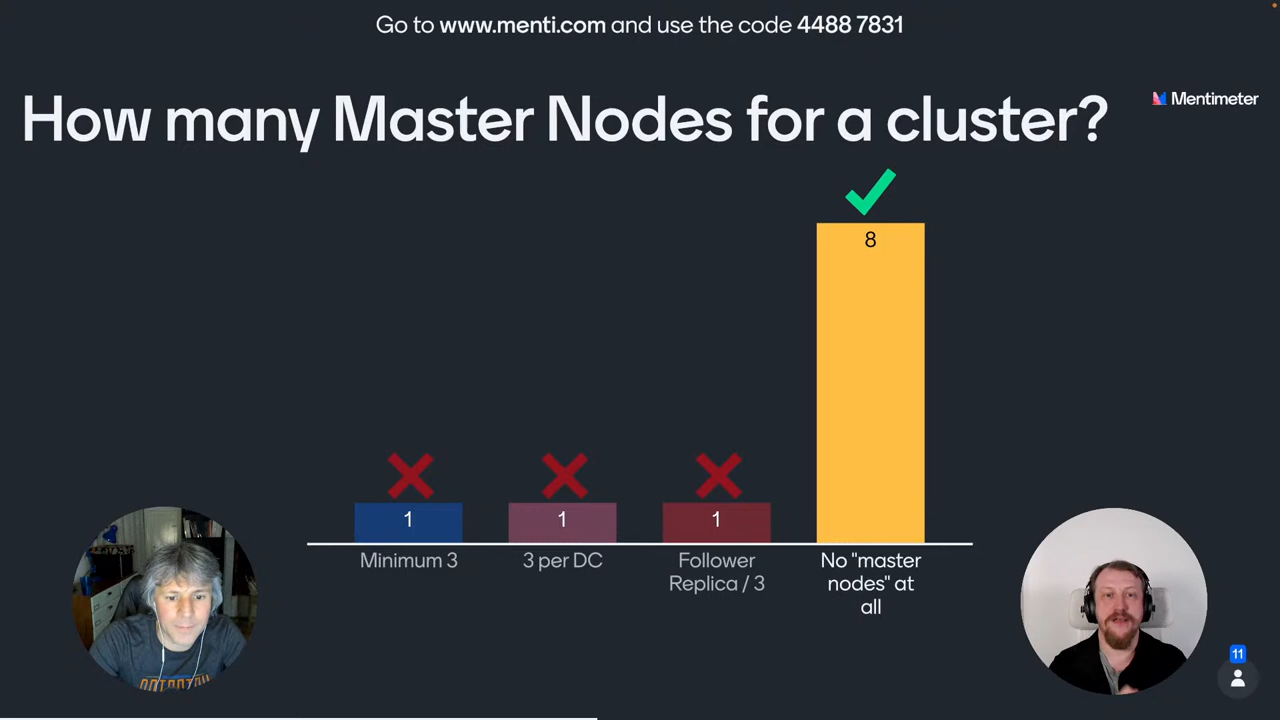 Go to www.menti.com and use the code 4488 7831
How many Master Nodes for a cluster?
Mentimeter
8
1
1
1
Minimum 3
3 per DC
Follower
Replica / 3
No "master
nodes" at
all
11